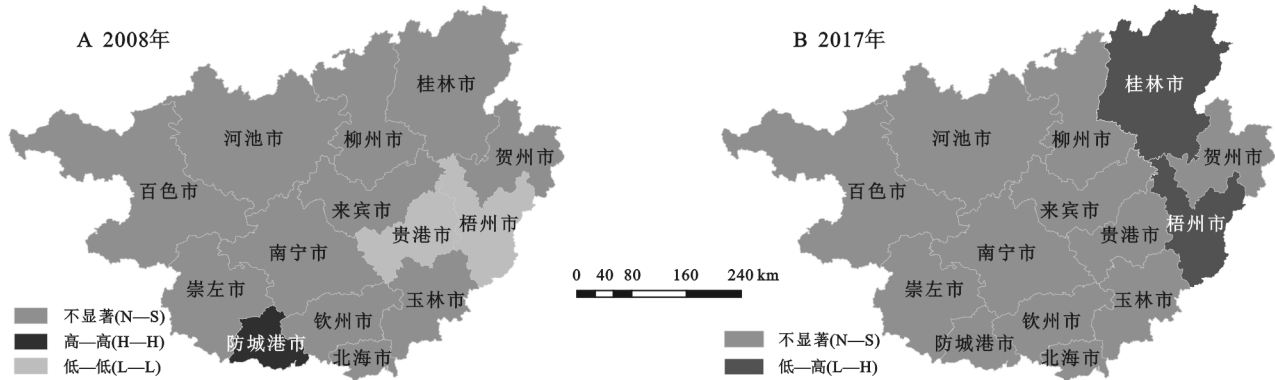 A 2008年
桂林市
河池市
柳州市
贺州市
百色市
来宾市
梧州市
贵港市
南宁市
崇左市
玉林市
钦州市
防城港市
北海市
不显著(N—S)
高—高(H—H)
低—低(L—L)
0 40 80 160 240 km
B 2017年
桂林市
河池市
柳州市
贺州市
百色市
来宾市
梧州市
贵港市
南宁市
崇左市
玉林市
钦州市
防城港市
北海市
不显著(N—S)
低—高(L—H)